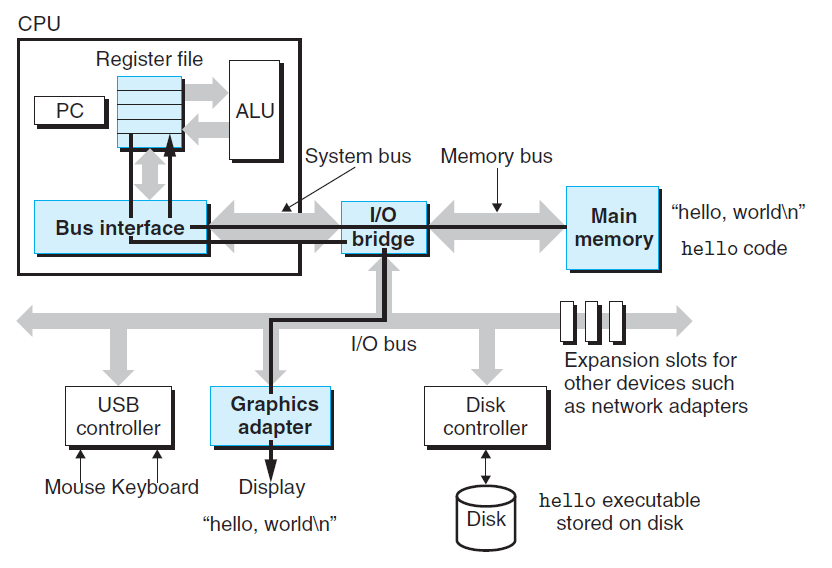 CPU
Register file
PC
ALU
System bus
Memory bus
Bus interface
I/O
bridge
Main
memory
“hello, world\n”
hello code
I/O bus
Expansion slots for
other devices such
as network adapters
USB
controller
Graphics
adapter
Disk
controller
Mouse Keyboard
Display
“hello, world\n”
Disk
hello executable
stored on disk